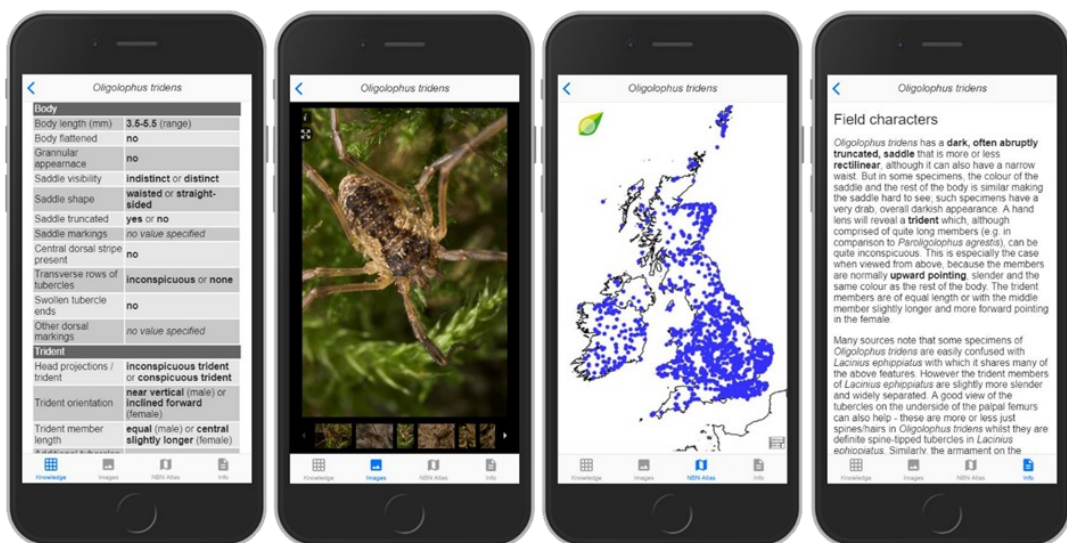 Oligolophus tridens
Body
Body length (mm) 3.5-5.5 (range)
Body flattened no
Grannular
appearnace no
Saddle visibility indistinct or distinct
Saddle shape waisted or straight-
sided
Saddle truncated yes or no
Saddle markings no value specified
Central dorsal stripe
present no
Transverse rows of
tubercles inconspicuous or none
Swollen tubercle
ends no
Other dorsal
markings no value specified
Trident
Head projections /
trident inconspicuous trident
or conspicuous trident
Trident orientation near vertical (male) or
inclined forward
(female)
Trident member
length equal (male) or central
slightly longer (female)
Additional tubercles
Knowledge Images NBN Atlas Info
Oligolophus tridens
Knowledge Images NBN Atlas Info
Oligolophus tridens
Knowledge Images NBN Atlas Info
Oligolophus tridens
Field characters
Oligolophus tridens has a dark, often abruptly
truncated, saddle that is more or less
rectilinear, although it can also have a narrow
waist. But in some specimens, the colour of the
saddle and the rest of the body is similar making
the saddle hard to see; such specimens have a
very drab, overall darkish appearance. A hand
lens will reveal a trident which, although
comprised of quite long members (e.g. in
comparison to Paroligolophus agrestis), can be
quite inconspicuous. This is especially the case
when viewed from above, because the members
are normally upward pointing, slender and the
same colour as the rest of the body. The trident
members are of equal length or with the middle
member slightly longer and more forward pointing
in the female.
Many sources note that some specimens of
Oligolophus tridens are easily confused with
Lacinius ephippiatus with which it shares many of
the above features. However the trident members
of Lacinius ephippiatus are slightly more slender
and widely separated. A good view of the
tubercles on the underside of the palpal femurs
can also help - these are more or less just
spines/hairs in Oligolophus tridens whilst they are
definite spine-tipped tubercles in Lacinius
ephippiatus. Similarly, the armament on the
Knowledge Images NBN Atlas Info